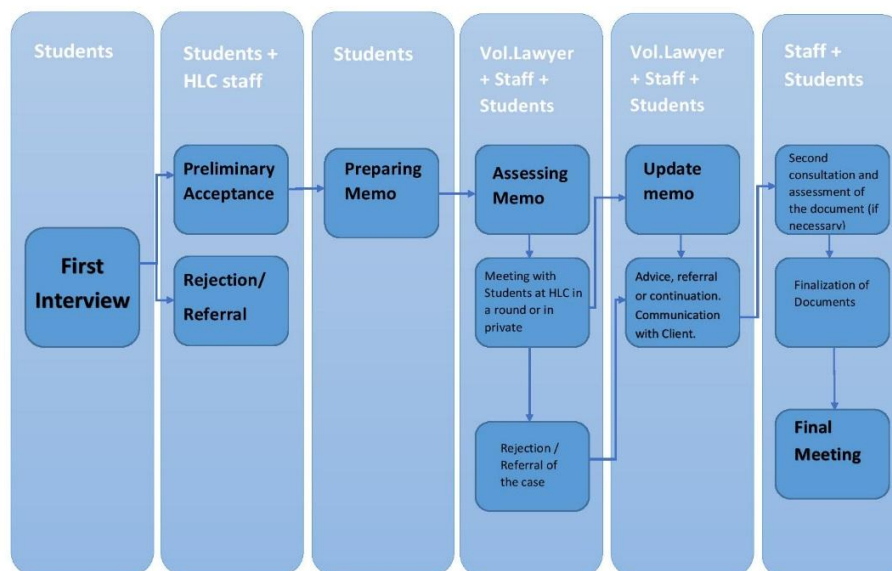 Students
Students +
HLC staff
Students
Vol.Lawyer
+ Staff +
Students
Vol.Lawyer
+ Staff +
Students
Staff +
Students
First
Interview
Preliminary
Acceptance
Rejection/
Referral
Preparing
Memo
Assessing
Memo
Meeting with
Students at HLC in
a round or in
private
Rejection /
Referral of
the case
Update
memo
Advice, referral
or continuation.
Communication
with Client.
Second
consultation and
assessment of
the document (if
necessary)
Finalization of
Documents
Final
Meeting